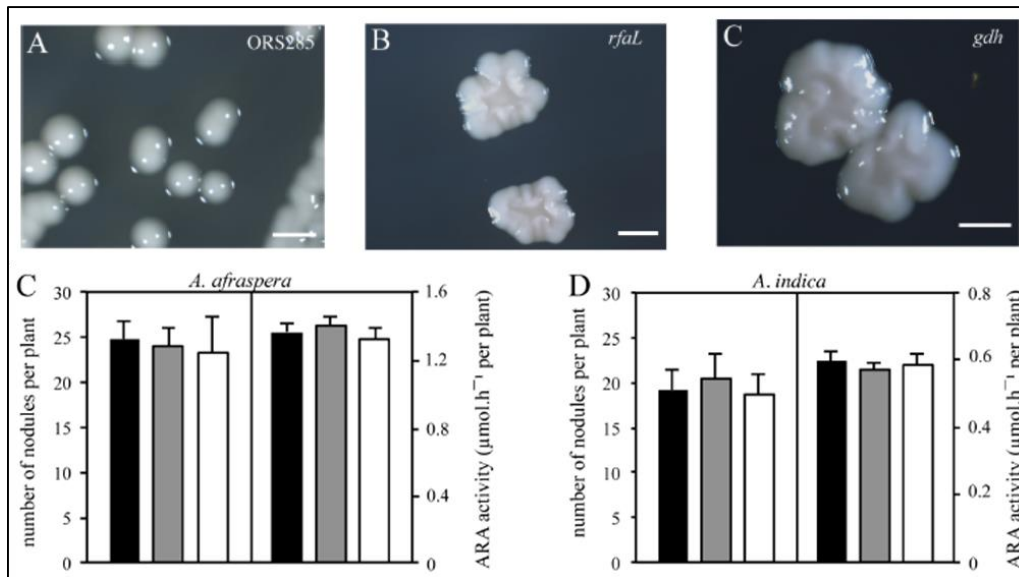 A ORS285
B rfaL
C gdh
C A. afraspera
number of nodules per plant
30
25
20
15
10
5
0
1.6
1.2
0.8
0.4
0
ARA activity (µmol.h⁻¹ per plant)
D A. indica
number of nodules per plant
30
25
20
15
10
5
0
0.8
0.6
0.4
0.2
0.0
ARA activity (µmol.h⁻¹ per plant)